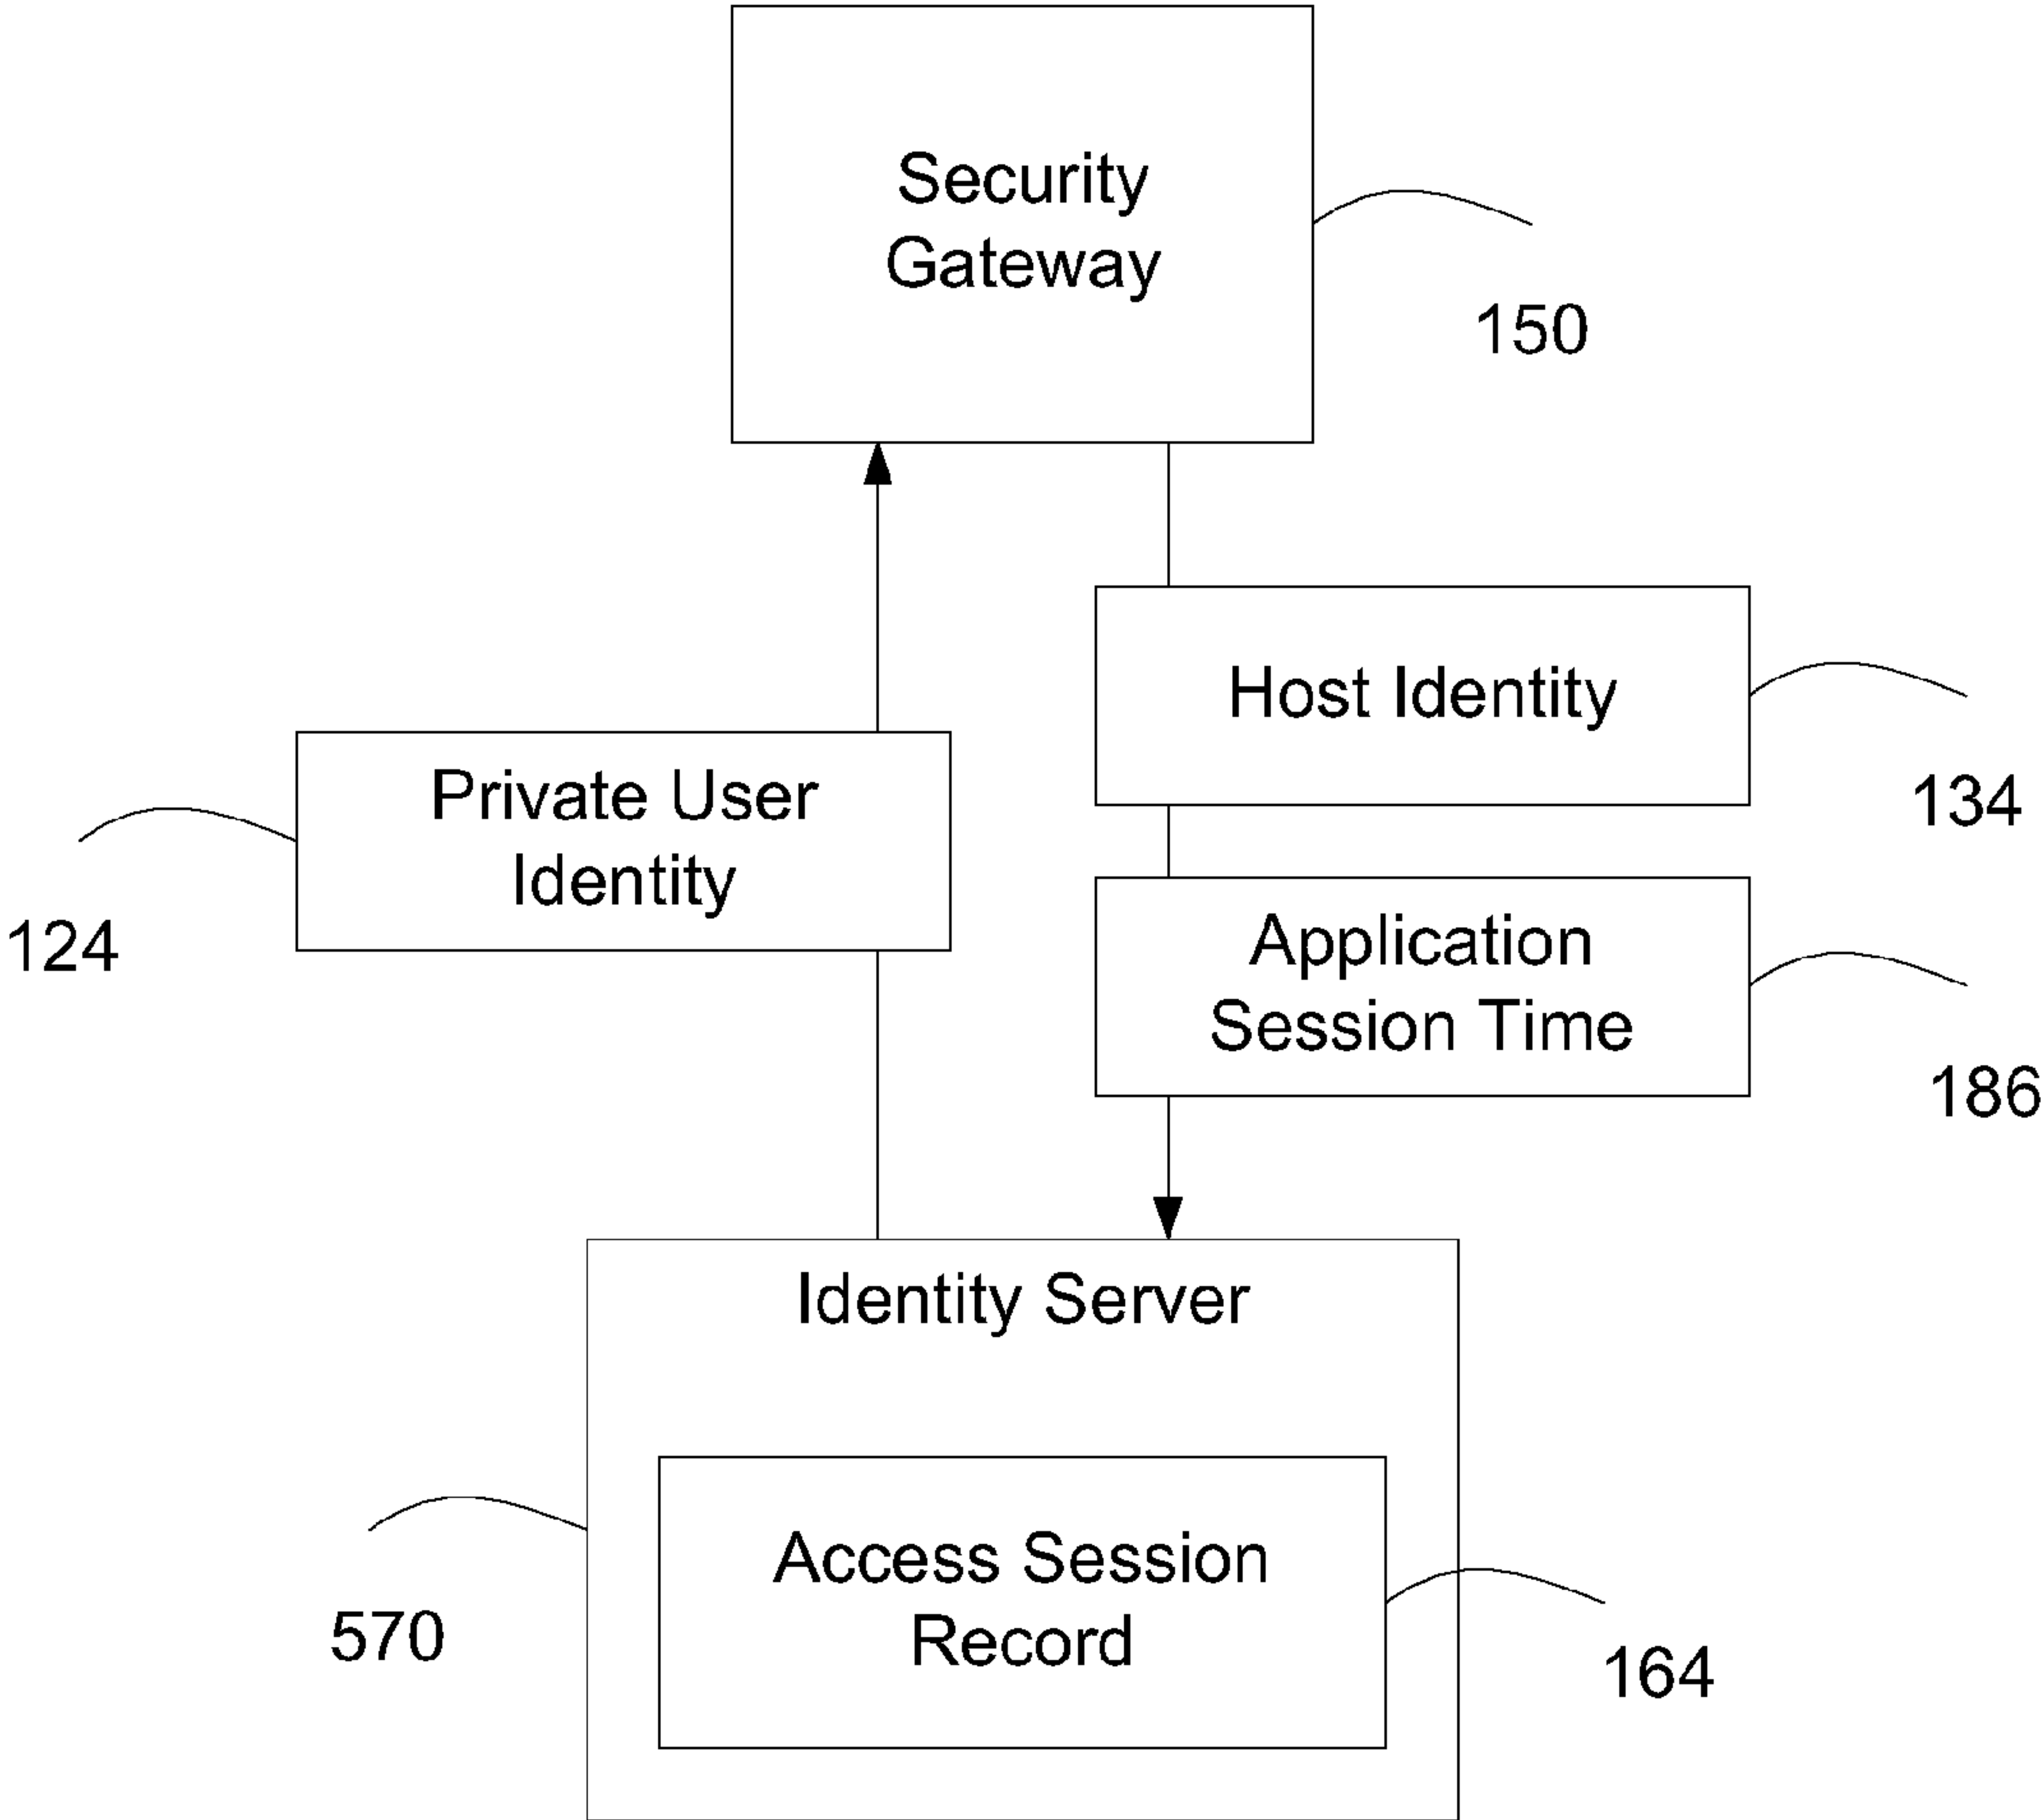 Security
Gateway
150
Host Identity
134
Private User
Identity
124
Application
Session Time
186
Identity Server
Access Session
Record
570
164